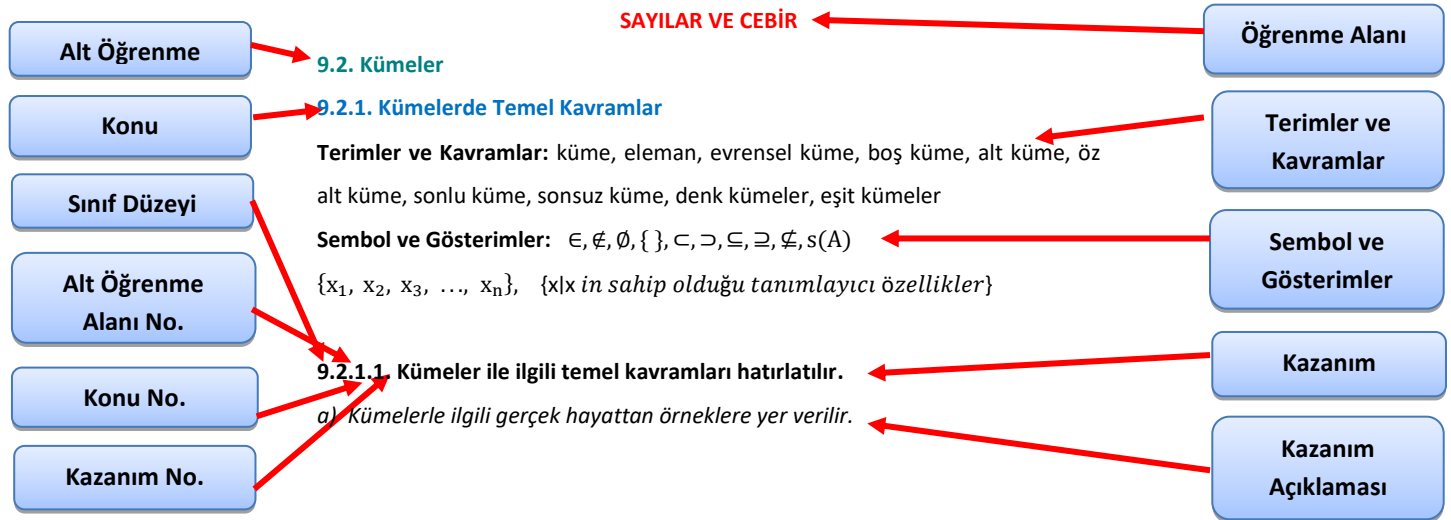 SAYILAR VE CEBİR
Öğrenme Alanı
Alt Öğrenme
9.2. Kümeler
Konu
9.2.1. Kümelerde Temel Kavramlar
Terimler ve
Kavramlar
Terimler ve Kavramlar: küme, eleman, evrensel küme, boş küme, alt küme, öz
alt küme, sonlu küme, sonsuz küme, denk kümeler, eşit kümeler
Sınıf Düzeyi
Sembol ve Gösterimler: ∈, ∉, ∅, { }, ⊂, ⊃, ⊆, ⊇, ⊈, s(A)
{x₁, x₂, x₃, …, xₙ}, {x|x in sahip olduğu tanımlayıcı özellikler}
Sembol ve
Gösterimler
Alt Öğrenme
Alanı No.
9.2.1.1. Kümeler ile ilgili temel kavramları hatırlatılır.
Kazanım
Konu No.
a) Kümelerle ilgili gerçek hayattan örneklere yer verilir.
Kazanım No.
Kazanım
Açıklaması